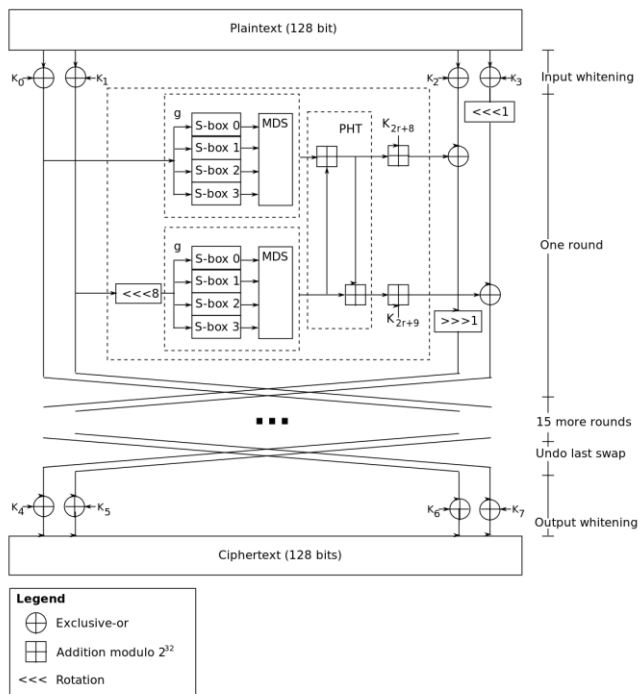 Plaintext (128 bit)
K0 K1 K2 K3 Input whitening
<<<1
g MDS PHT K2r+8
S-box 0
S-box 1
S-box 2
S-box 3
One round
g MDS
S-box 0
S-box 1
<<<8
S-box 2
S-box 3
K2r+9
>>>1
15 more rounds
Undo last swap
K4 K5 K6 K7
Output whitening
Ciphertext (128 bits)
Legend
Exclusive-or
Addition modulo 2^32
<<< Rotation